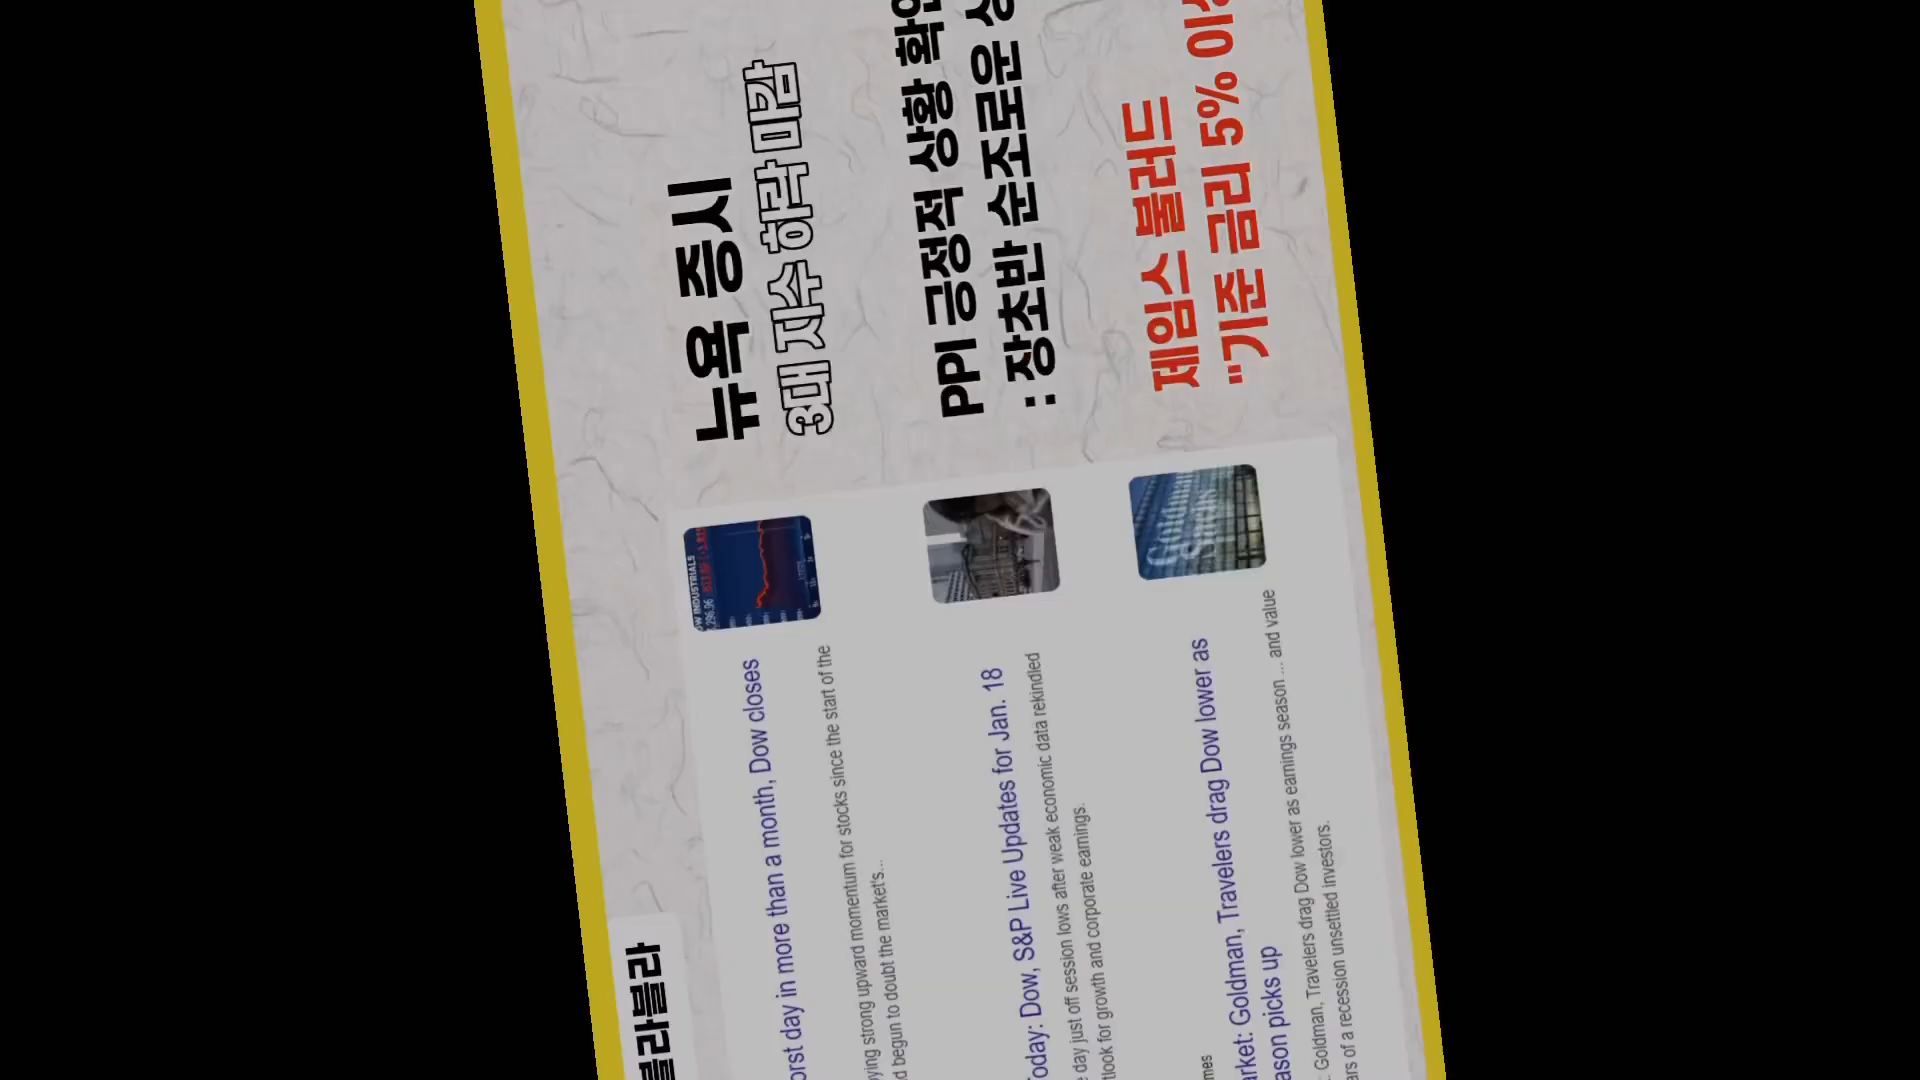 블라블라
orst day in more than a month, Dow closes
ying strong upward momentum for stocks since the start of the
d begun to doubt the market's...
oday: Dow, S&P Live Updates for Jan. 18
e day just off session lows after weak economic data rekindled
tlook for growth and corporate earnings.
mes
arket: Goldman, Travelers drag Dow lower as
ason picks up
: Goldman, Travelers drag Dow lower as earnings season ... and value
ars of a recession unsettled investors.
OW INDUSTRIALS
Goldman
Sachs
뉴욕 증시
3대 지수 하락 마감
PPI 긍정적 상황 확인
: 장초반 순조로운
제임스 불러드
"기준 금리 5% 이상